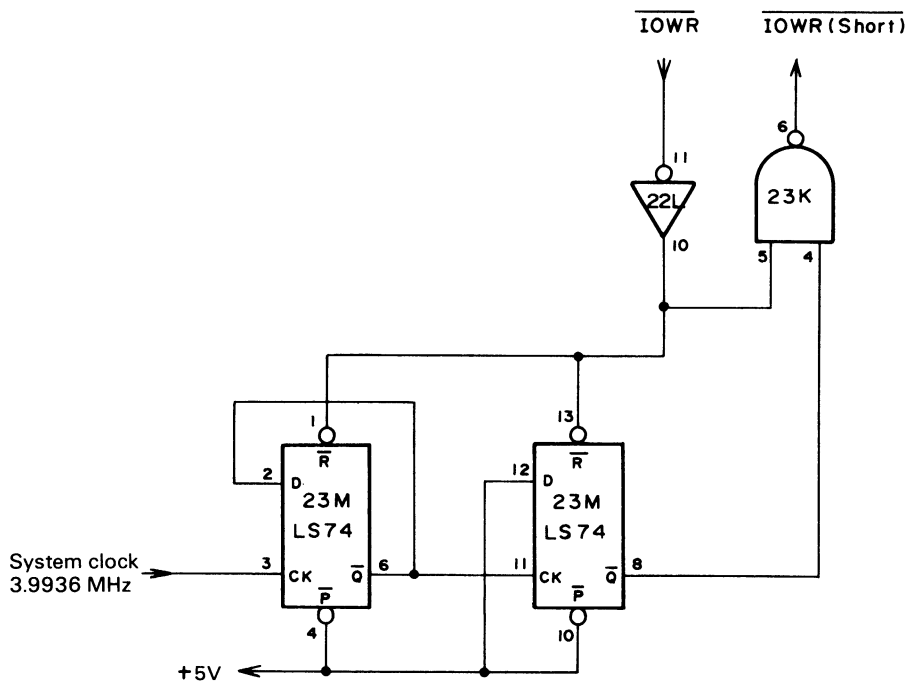 IOWR IOWR (Short)
6
11
22L 23K
10
5 4
1 13
R R
2 12
D D
23M 23M
LS74 LS74
System clock
3.9936 MHz
3 CK Q 6 11 CK Q 8
P P
4 10
+5V